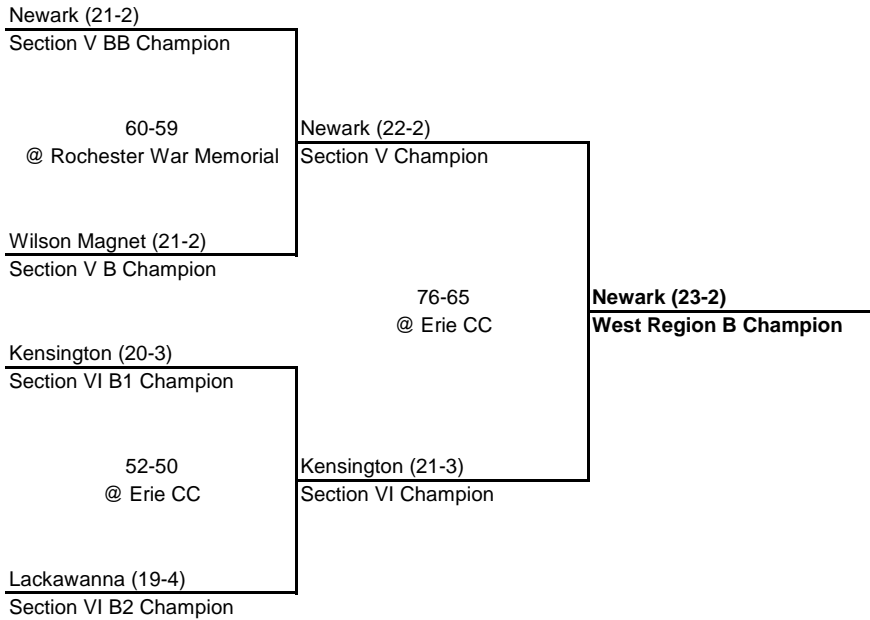 Newark (21-2)
Section V BB Champion
60-59
@ Rochester War Memorial
Newark (22-2)
Section V Champion
Wilson Magnet (21-2)
Section V B Champion
76-65
@ Erie CC
Newark (23-2)
West Region B Champion
Kensington (20-3)
Section VI B1 Champion
52-50
@ Erie CC
Kensington (21-3)
Section VI Champion
Lackawanna (19-4)
Section VI B2 Champion